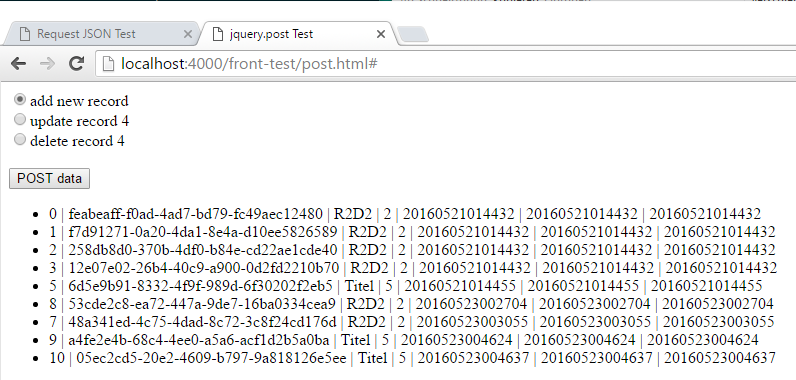 Request JSON Test
jquery.post Test
localhost:4000/front-test/post.html#
add new record
update record 4
delete record 4
POST data
0 | feabeaff-f0ad-4ad7-bd79-fc49aec12480 | R2D2 | 2 | 20160521014432 | 20160521014432 | 20160521014432
1 | f7d91271-0a20-4da1-8e4a-d10ee5826589 | R2D2 | 2 | 20160521014432 | 20160521014432 | 20160521014432
2 | 258db8d0-370b-4df0-b84e-cd22ae1cde40 | R2D2 | 2 | 20160521014432 | 20160521014432 | 20160521014432
3 | 12e07e02-26b4-40c9-a900-0d2fd2210b70 | R2D2 | 2 | 20160521014432 | 20160521014432 | 20160521014432
5 | 6d5e9b91-8332-4f9f-989d-6f30202f2eb5 | Titel | 5 | 20160521014455 | 20160521014455 | 20160521014455
8 | 53cde2c8-ea72-447a-9de7-16ba0334cea9 | R2D2 | 2 | 20160523002704 | 20160523002704 | 20160523002704
7 | 48a341ed-4c75-4dad-8c72-3c8f24cd176d | R2D2 | 2 | 20160523003055 | 20160523003055 | 20160523003055
9 | a4fe2e4b-68c4-4ee0-a5a6-acf1d2b5a0ba | Titel | 5 | 20160523004624 | 20160523004624 | 20160523004624
10 | 05ec2cd5-20e2-4609-b797-9a818126e5ee | Titel | 5 | 20160523004637 | 20160523004637 | 20160523004637